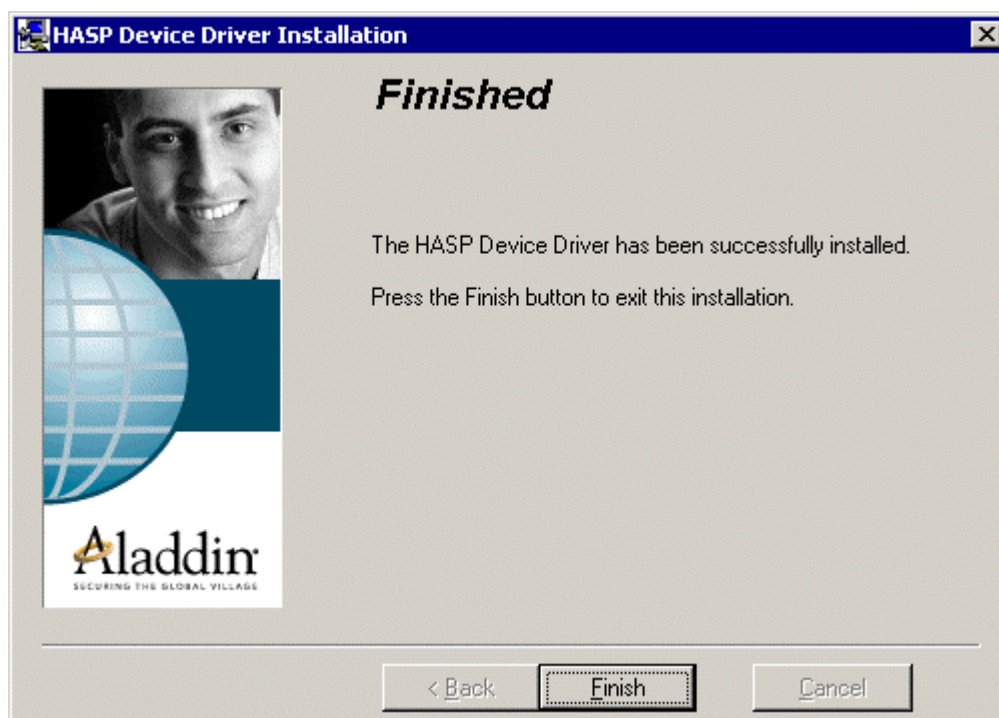 HASP Device Driver Installation
Finished
The HASP Device Driver has been successfully installed.
Press the Finish button to exit this installation.
Aladdin
SECURING THE GLOBAL VILLAGE
< Back
Finish
Cancel